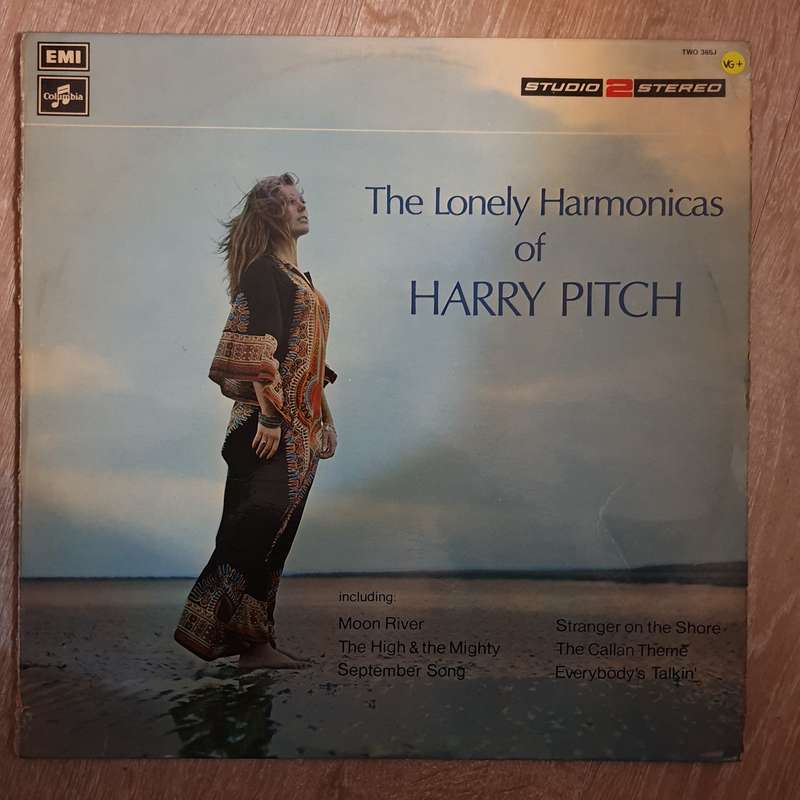 EMI
Columbia
TWO 365J
VG+
STUDIO 2 STEREO
The Lonely Harmonicas
of
HARRY PITCH
including:
Moon River
The High & the Mighty
September Song
Stranger on the Shore
The Callan Theme
Everybody's Talkin'